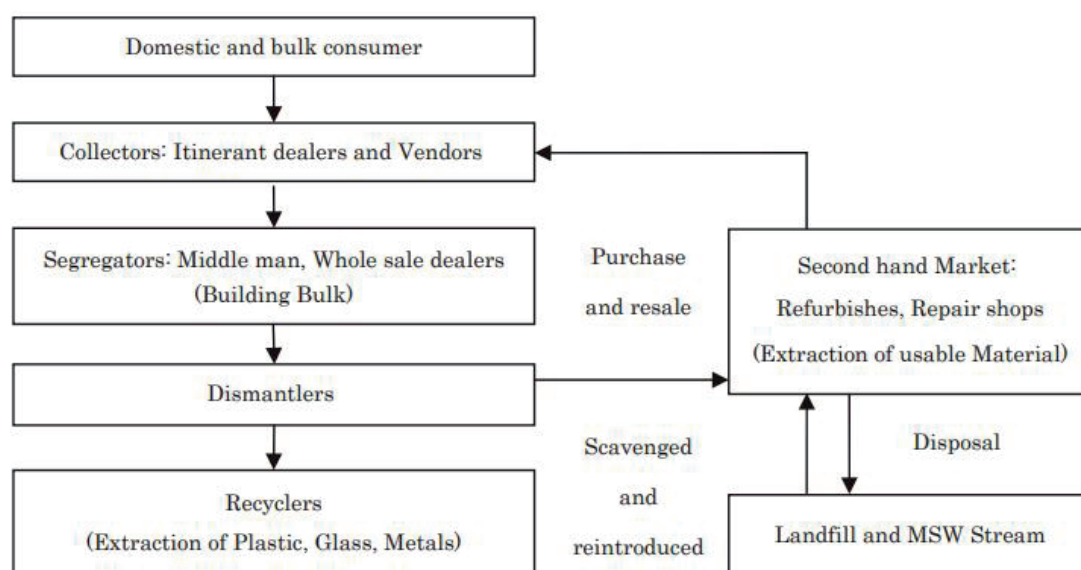 Domestic and bulk consumer
Collectors: Itinerant dealers and Vendors
Segregators: Middle man, Whole sale dealers
(Building Bulk)
Dismantlers
Recyclers
(Extraction of Plastic, Glass, Metals)
Purchase
and resale
Scavenged
and
reintroduced
Second hand Market:
Refurbishes, Repair shops
(Extraction of usable Material)
Disposal
Landfill and MSW Stream